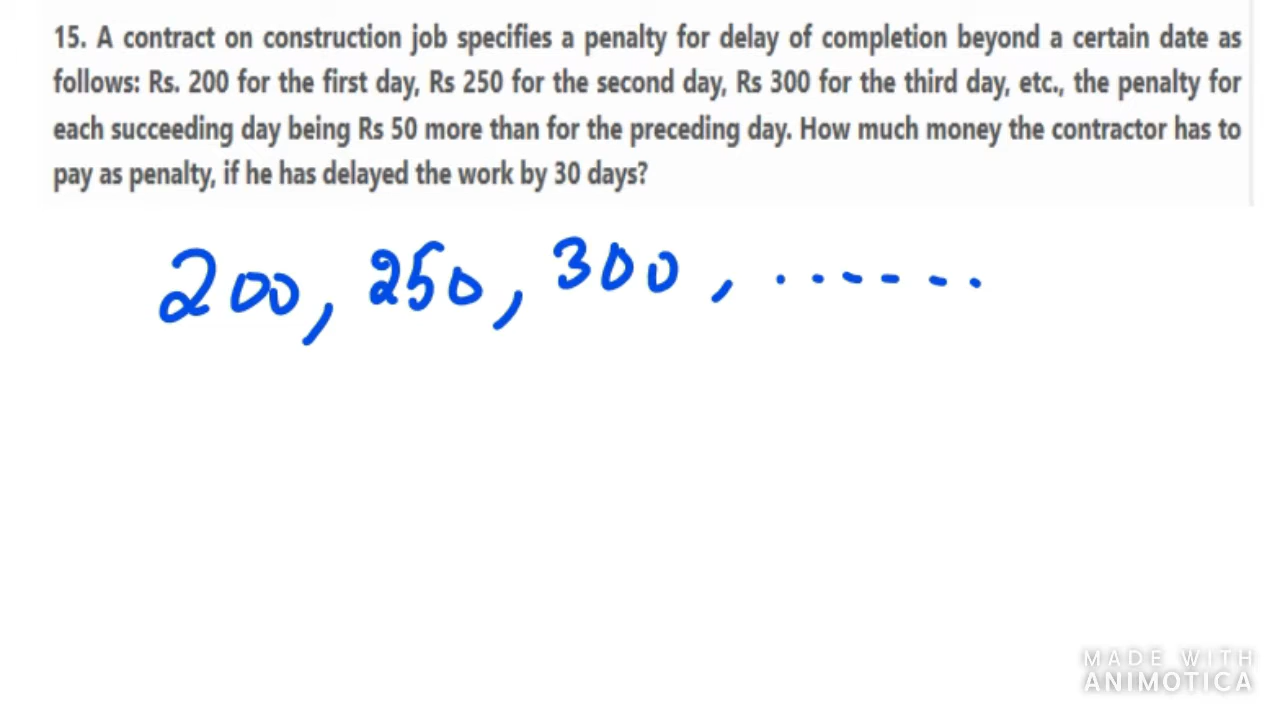 15. A contract on construction job specifies a penalty for delay of completion beyond a certain date as
follows: Rs. 200 for the first day, Rs 250 for the second day, Rs 300 for the third day, etc., the penalty for
each succeeding day being Rs 50 more than for the preceding day. How much money the contractor has to
pay as penalty, if he has delayed the work by 30 days?
200, 250, 300, .......
MADE WITH
ANIMOTICA